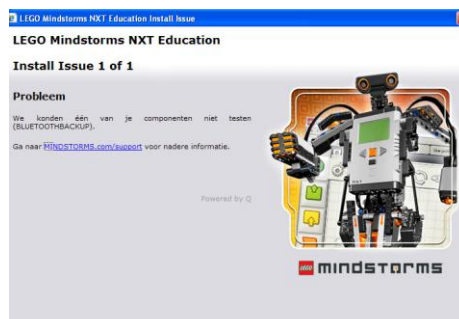 LEGO Mindstorms NXT Education Install Issue
LEGO Mindstorms NXT Education
Install Issue 1 of 1
Probleem
We konden één van je componenten niet testen
(BLUETOOTHBACKUP).
Ga naar MINDSTORMS.com/support voor nadere informatie.
Powered by Q
LEGO mindstorms